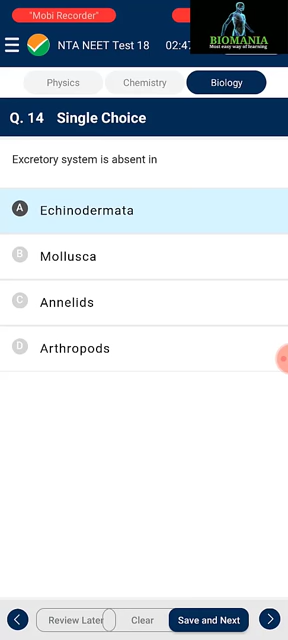 "Mobi Recorder"
NTA NEET Test 18 02:47
BIOMANIA
Most easy way of learning
Physics Chemistry Biology
Q. 14 Single Choice
Excretory system is absent in
A Echinodermata
B Mollusca
C Annelids
D Arthropods
Review Later Clear Save and Next